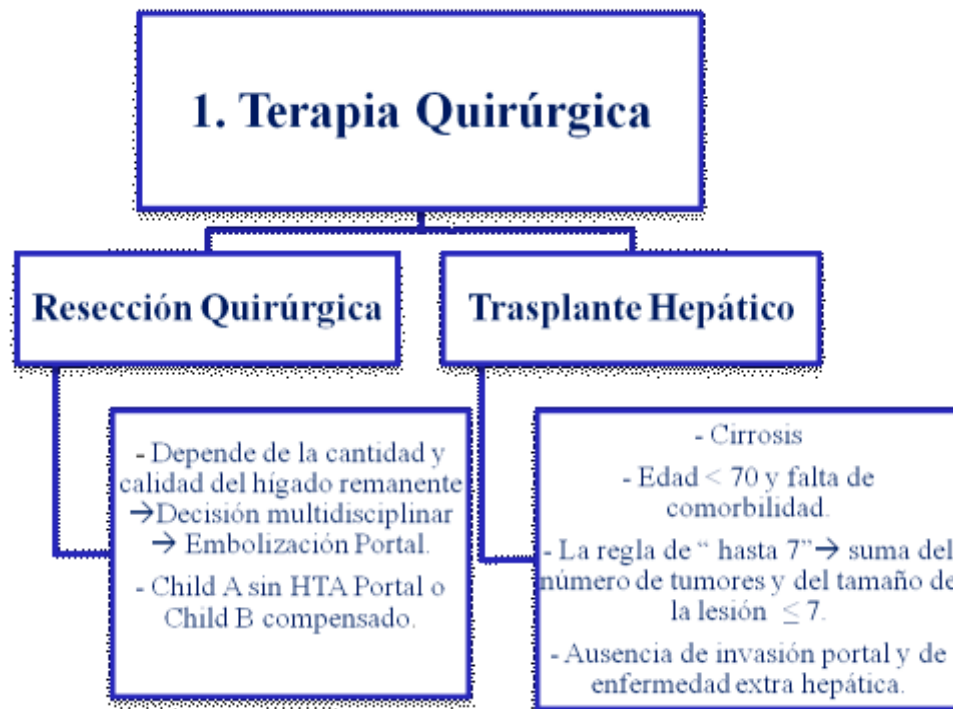 1. Terapia Quirúrgica
Resección Quirúrgica
Trasplante Hepático
- Depende de la cantidad y
calidad del hígado remanente
→Decisión multidisciplinar
→ Embolización Portal.
- Child A sin HTA Portal o
Child B compensado.
- Cirrosis
- Edad < 70 y falta de
comorbilidad.
- La regla de “ hasta 7”→ suma del
número de tumores y del tamaño de
la lesión ≤ 7.
- Ausencia de invasión portal y de
enfermedad extra hepática.